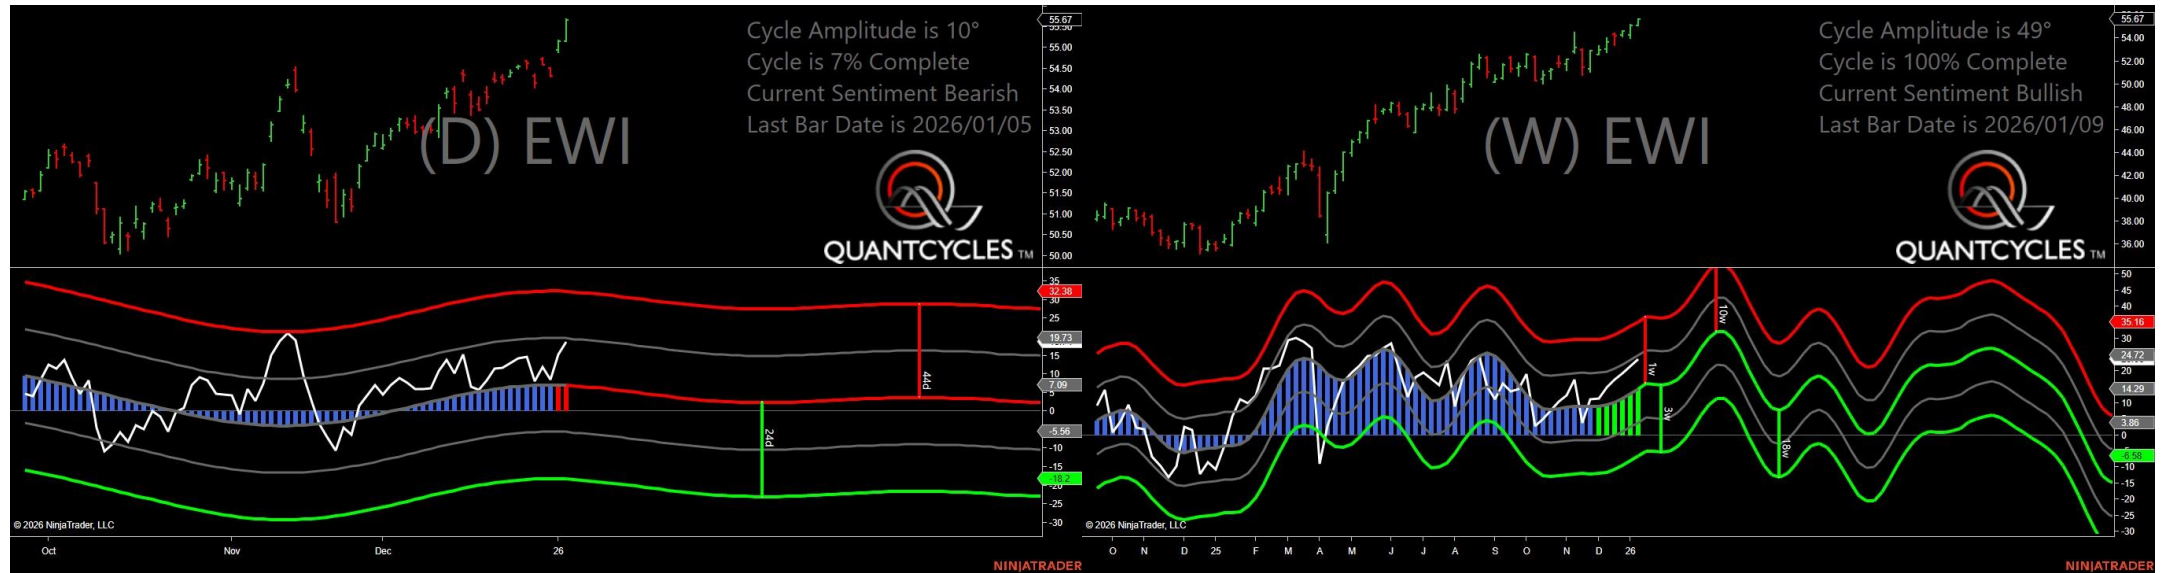 Cycle Amplitude is 10°
Cycle is 7% Complete
Current Sentiment Bearish
Last Bar Date is 2026/01/05
(D) EWI
QUANTCYCLES TM
55.67
55.00
54.50
54.00
53.50
53.00
52.50
52.00
51.50
51.00
50.50
50.00
35
32.38
30
25
19.73
15
10
7.09
5
0
-5.56
-10
-15
-18.2
-20
-25
-30
24d
44d
© 2026 NinjaTrader, LLC
Oct Nov Dec 26
NINJATRADER
Cycle Amplitude is 49°
Cycle is 100% Complete
Current Sentiment Bullish
Last Bar Date is 2026/01/09
(W) EWI
QUANTCYCLES TM
55.67
54.00
52.00
50.00
48.00
46.00
44.00
42.00
40.00
38.00
36.00
50
45
40
35.16
30
24.72
20
14.29
10
3.86
0
-6.58
-10
-15
-20
-25
-30
1w
3w
10w
18w
© 2026 NinjaTrader, LLC
O N D 25 F M A M J J A S O N D 26
NINJATRADER